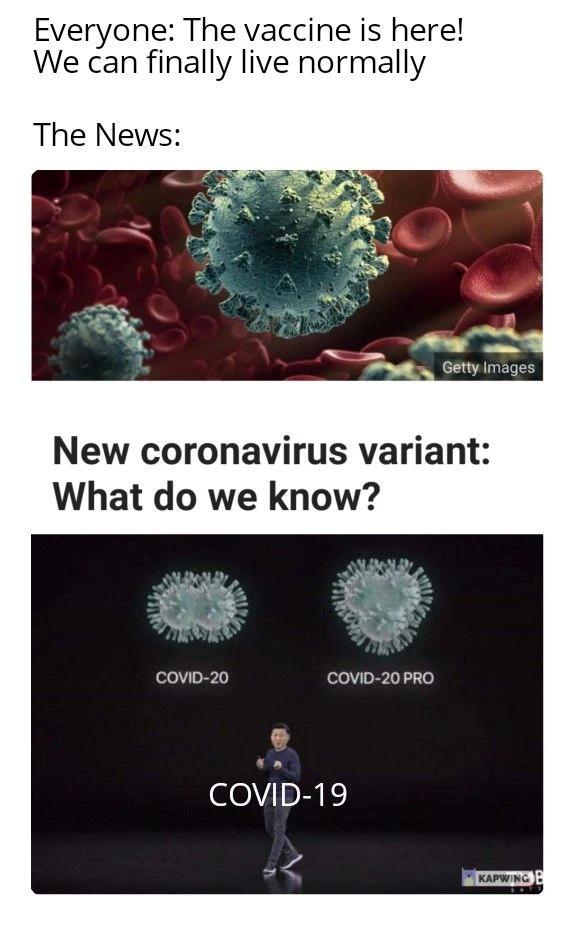 Everyone: The vaccine is here!
We can finally live normally
The News:
Getty Images
New coronavirus variant:
What do we know?
COVID-20
COVID-20 PRO
COVID-19
KAPWING